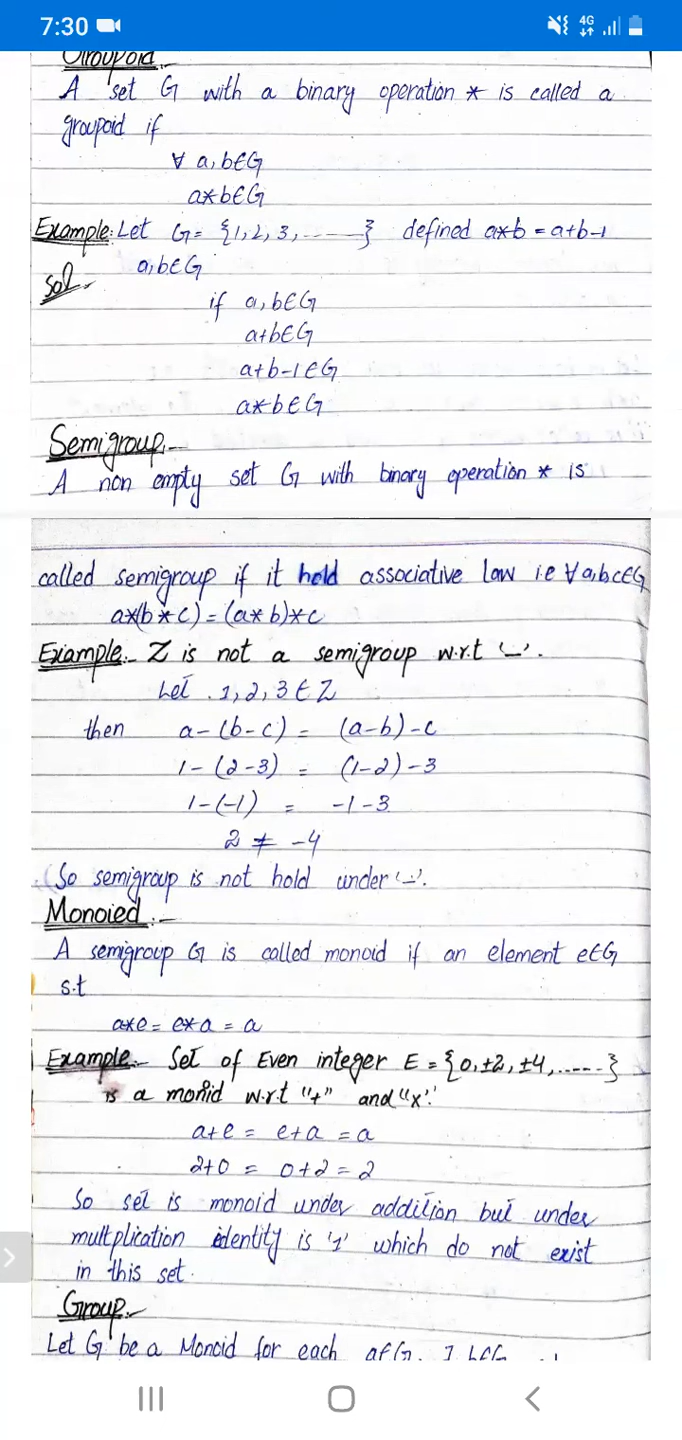 7:30
4G
Groupoid.
A set G with a binary operation * is called a
groupoid if
∀ a,b∈G
a*b∈G
Example: Let G = {1, 2, 3, ------} defined a*b = a+b-1
a,b∈G
Sol.
if a,b∈G
a+b∈G
a+b-1∈G
a*b∈G
Semigroup.-
A non empty set G with binary operation * is
called semigroup if it hold associative law i.e ∀ a,b,c∈G
a*(b*c) = (a*b)*c
Example:- Z is not a semigroup w.r.t '-'.
Let 1, 2, 3 ∈ Z
then a-(b-c) = (a-b)-c
1-(2-3) = (1-2)-3
1-(-1) = -1-3
2 ≠ -4
So semigroup is not hold under '-'.
Monoied :-
A semigroup G is called monoid if an element e∈G
s.t
a*e = e*a = a
Example:- Set of Even integer E = {0, ±2, ±4, ......}
is a monid w.r.t "+" and "x".
a+e = e+a = a
2+0 = 0+2 = 2
So set is monoid under addition but under
multplication identity is '1' which do not exist
in this set.
Group.-
Let G be a Monoid for each a∈G, ∃ b∈G